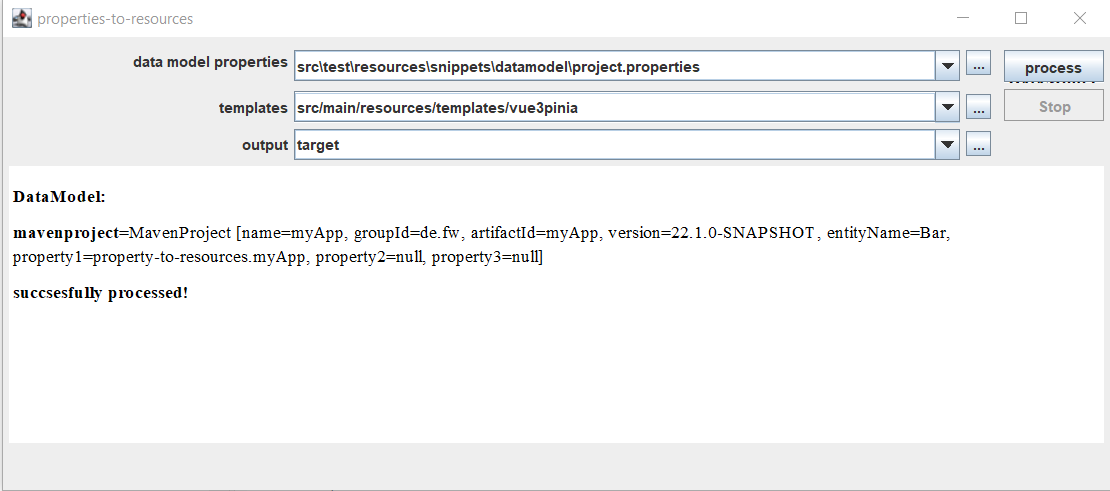 properties-to-resources
data model properties src\test\resources\snippets\datamodel\project.properties ... process
templates src/main/resources/templates/vue3pinia ... Stop
output target ...
DataModel:
mavenproject=MavenProject [name=myApp, groupId=de.fw, artifactId=myApp, version=22.1.0-SNAPSHOT, entityName=Bar,
property1=property-to-resources.myApp, property2=null, property3=null]
succsesfully processed!